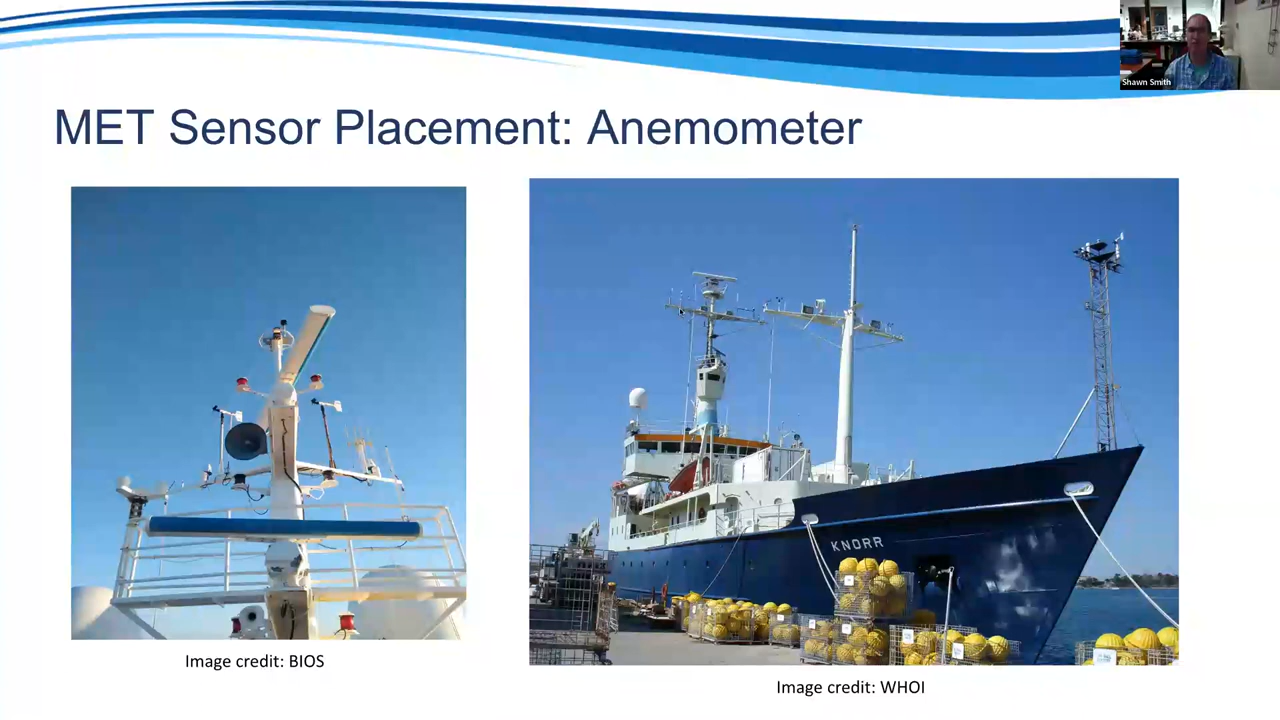 Shawn Smith
MET Sensor Placement: Anemometer
KNORR
Image credit: BIOS
Image credit: WHOI